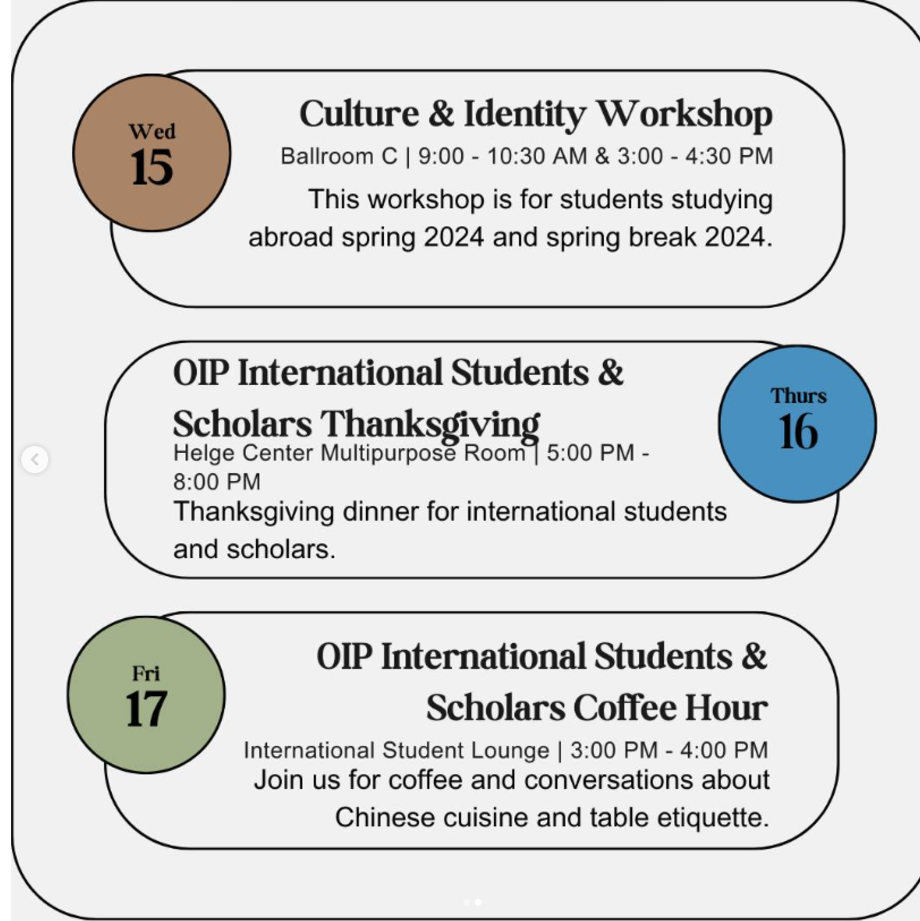 Wed
15
Culture & Identity Workshop
Ballroom C | 9:00 - 10:30 AM & 3:00 - 4:30 PM
This workshop is for students studying
abroad spring 2024 and spring break 2024.
OIP International Students &
Scholars Thanksgiving
Helge Center Multipurpose Room | 5:00 PM -
8:00 PM
Thanksgiving dinner for international students
and scholars.
Thurs
16
Fri
17
OIP International Students &
Scholars Coffee Hour
International Student Lounge | 3:00 PM - 4:00 PM
Join us for coffee and conversations about
Chinese cuisine and table etiquette.